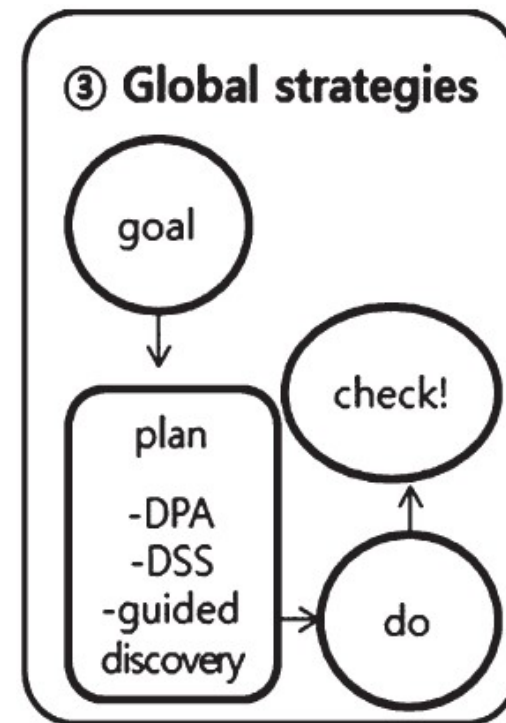 ③ Global strategies
goal
plan
-DPA
-DSS
-guided
discovery
do
check!